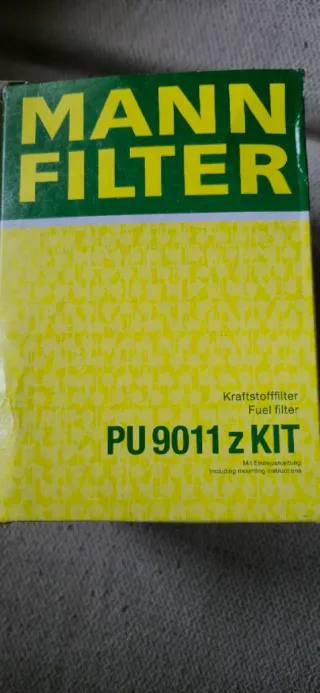 MANN
FILTER
Kraftstofffilter
Fuel filter
PU 9011 z KIT
Mit Einbauanleitung
Including mounting instructions